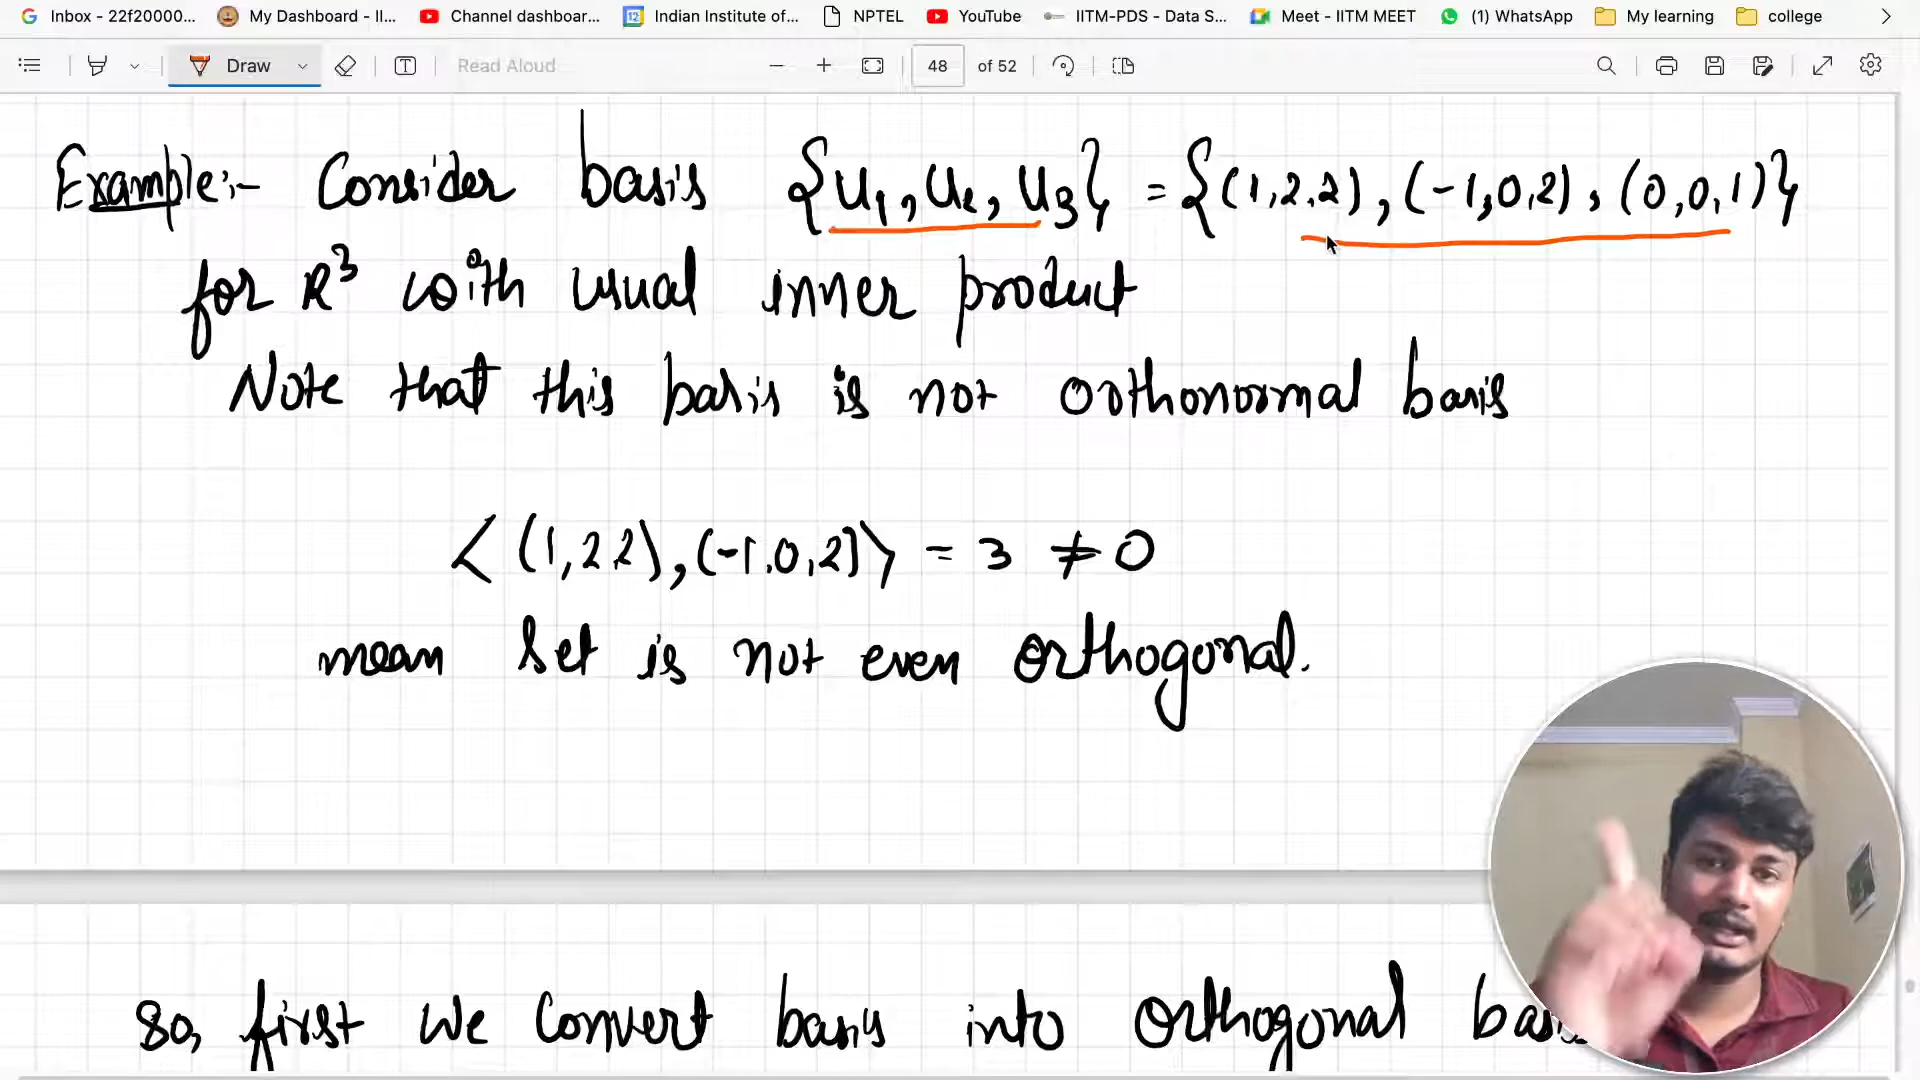 Inbox - 22f20000... My Dashboard - II... Channel dashboar... Indian Institute of... NPTEL YouTube IITM-PDS - Data S... Meet - IITM MEET (1) WhatsApp My learning college
Draw Read Aloud 48 of 52
Example:- Consider basis {u1, u2, u3} = {(1,2,2), (-1,0,2), (0,0,1)}
for R³ with usual inner product
Note that this basis is not orthonormal basis
⟨(1,2 2), (-1,0,2)⟩ = 3 ≠ 0
mean set is not even orthogonal.
So, first we convert basis into orthogonal